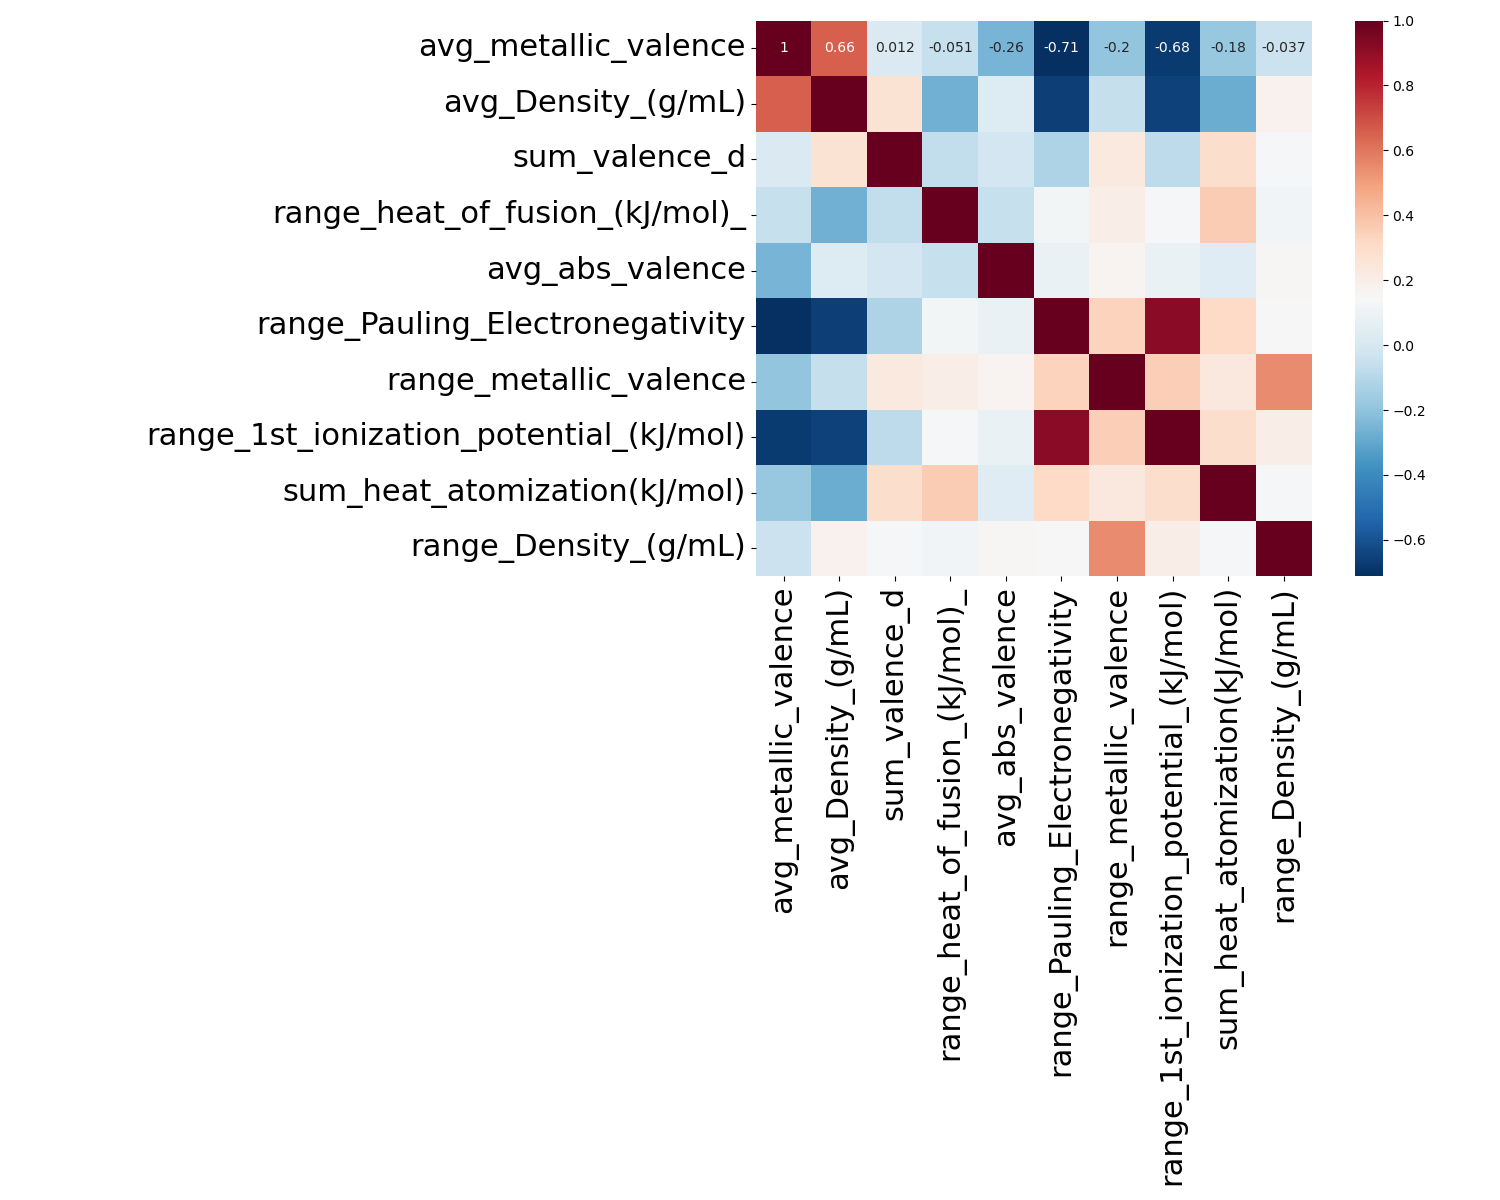 avg_metallic_valence
avg_Density_(g/mL)
sum_valence_d
range_heat_of_fusion_(kJ/mol)_
avg_abs_valence
range_Pauling_Electronegativity
range_metallic_valence
range_1st_ionization_potential_(kJ/mol)
sum_heat_atomization(kJ/mol)
range_Density_(g/mL)
1 0.66 0.012 -0.051 -0.26 -0.71 -0.2 -0.68 -0.18 -0.037
avg_metallic_valence
avg_Density_(g/mL)
sum_valence_d
range_heat_of_fusion_(kJ/mol)_
avg_abs_valence
range_Pauling_Electronegativity
range_metallic_valence
range_1st_ionization_potential_(kJ/mol)
sum_heat_atomization(kJ/mol)
range_Density_(g/mL)
1.0
0.8
0.6
0.4
0.2
0.0
−0.2
−0.4
−0.6